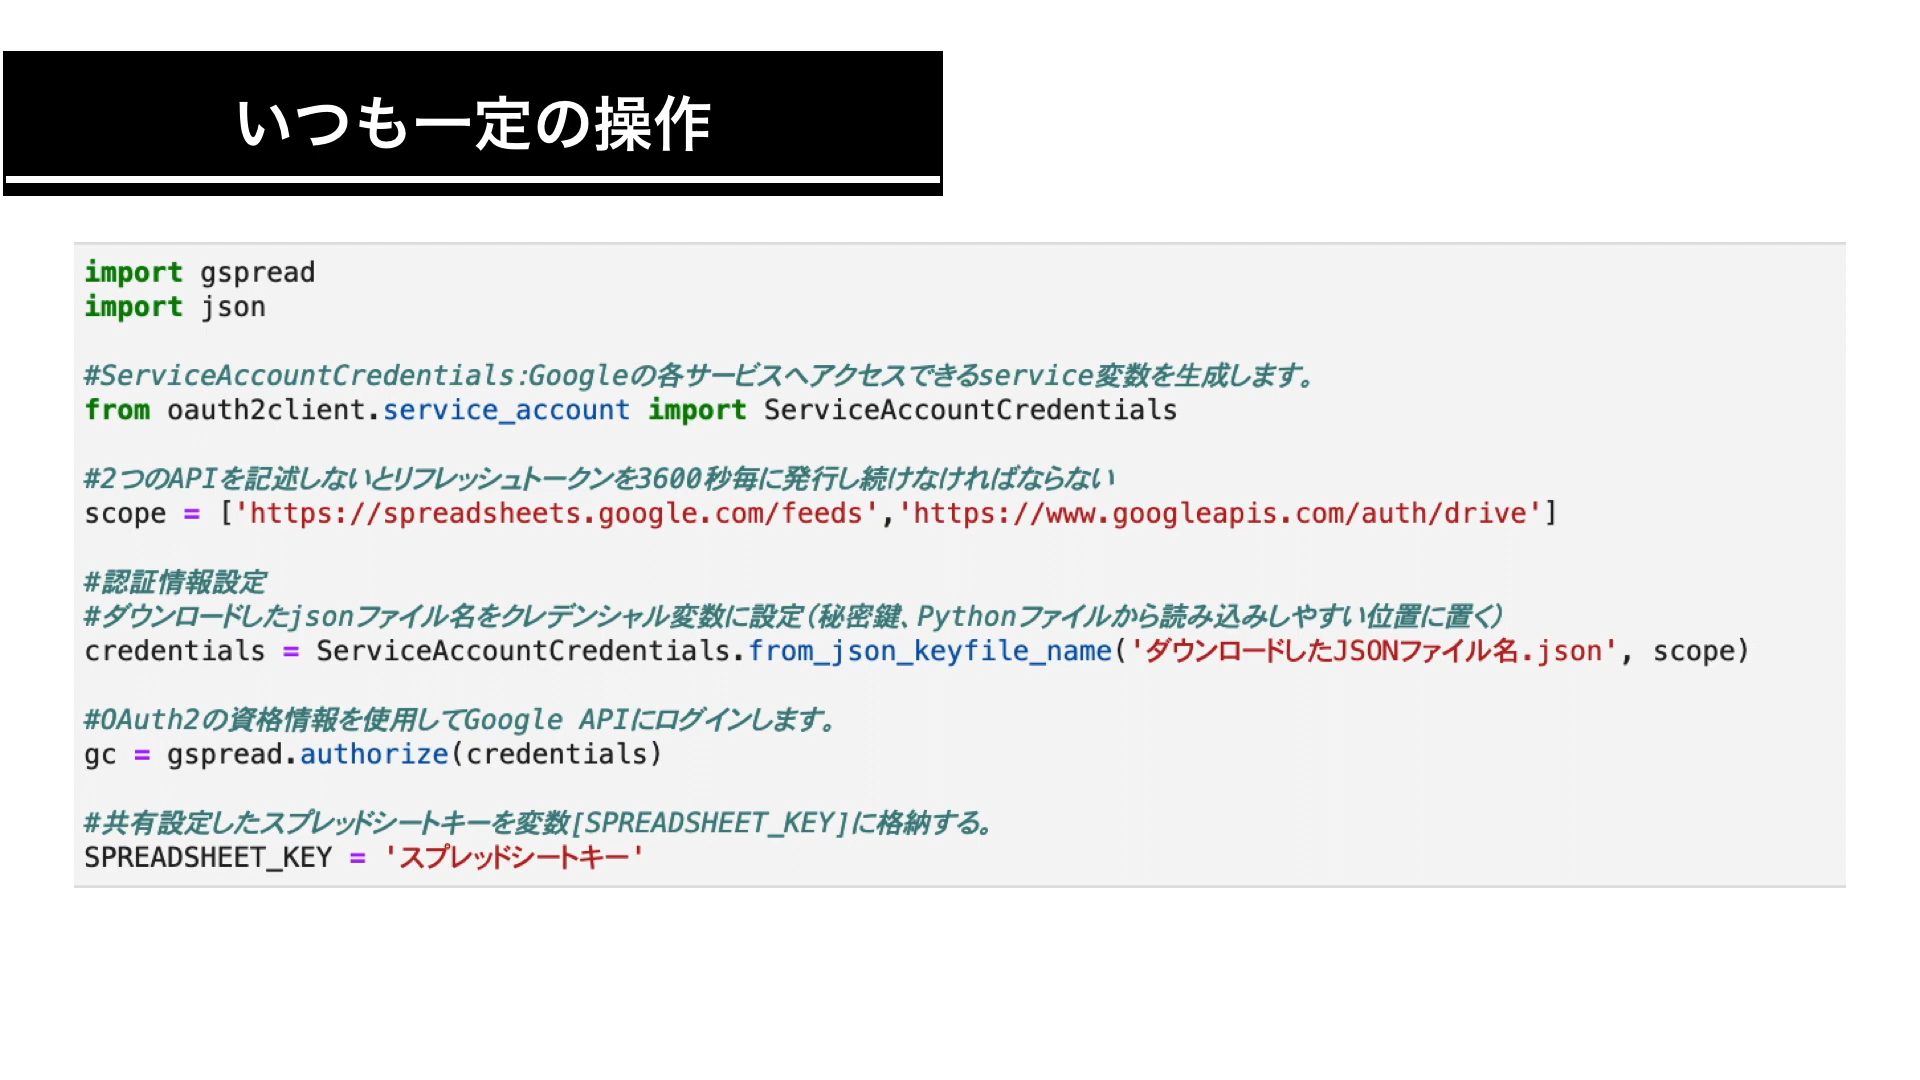 いつも一定の操作
import gspread
import json
#ServiceAccountCredentials:Googleの各サービスへアクセスできるservice変数を生成します。
from oauth2client.service_account import ServiceAccountCredentials
#2つのAPIを記述しないとリフレッシュトークンを3600秒毎に発行し続けなければならない
scope = ['https://spreadsheets.google.com/feeds','https://www.googleapis.com/auth/drive']
#認証情報設定
#ダウンロードしたjsonファイル名をクレデンシャル変数に設定(秘密鍵、Pythonファイルから読み込みしやすい位置に置く)
credentials = ServiceAccountCredentials.from_json_keyfile_name('ダウンロードしたJSONファイル名.json', scope)
#OAuth2の資格情報を使用してGoogle APIにログインします。
gc = gspread.authorize(credentials)
#共有設定したスプレッドシートキーを変数[SPREADSHEET_KEY]に格納する。
SPREADSHEET_KEY = 'スプレッドシートキー'